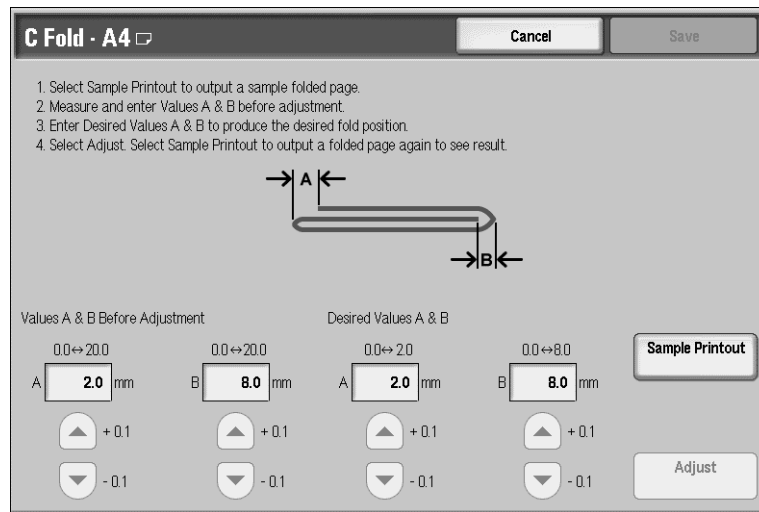 C Fold · A4
Cancel
Save
1. Select Sample Printout to output a sample folded page.
2. Measure and enter Values A & B before adjustment.
3. Enter Desired Values A & B to produce the desired fold position.
4. Select Adjust. Select Sample Printout to output a folded page again to see result.
A
B
Values A & B Before Adjustment
Desired Values A & B
0.0↔20.0 0.0↔20.0 0.0↔2.0 0.0↔8.0
Sample Printout
A 2.0 mm B 8.0 mm A 2.0 mm B 8.0 mm
+ 0.1 + 0.1 + 0.1 + 0.1
Adjust
- 0.1 - 0.1 - 0.1 - 0.1